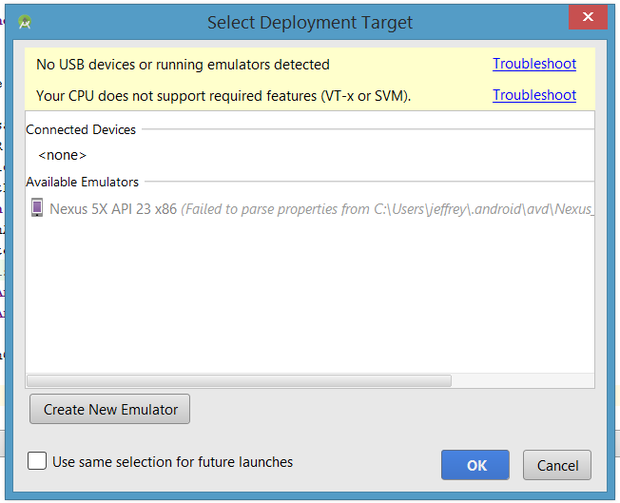 Select Deployment Target
No USB devices or running emulators detected Troubleshoot
Your CPU does not support required features (VT-x or SVM). Troubleshoot
Connected Devices
<none>
Available Emulators
Nexus 5X API 23 x86 (Failed to parse properties from C:\Users\jeffrey\.android\avd\Nexus_
Create New Emulator
Use same selection for future launches
OK Cancel